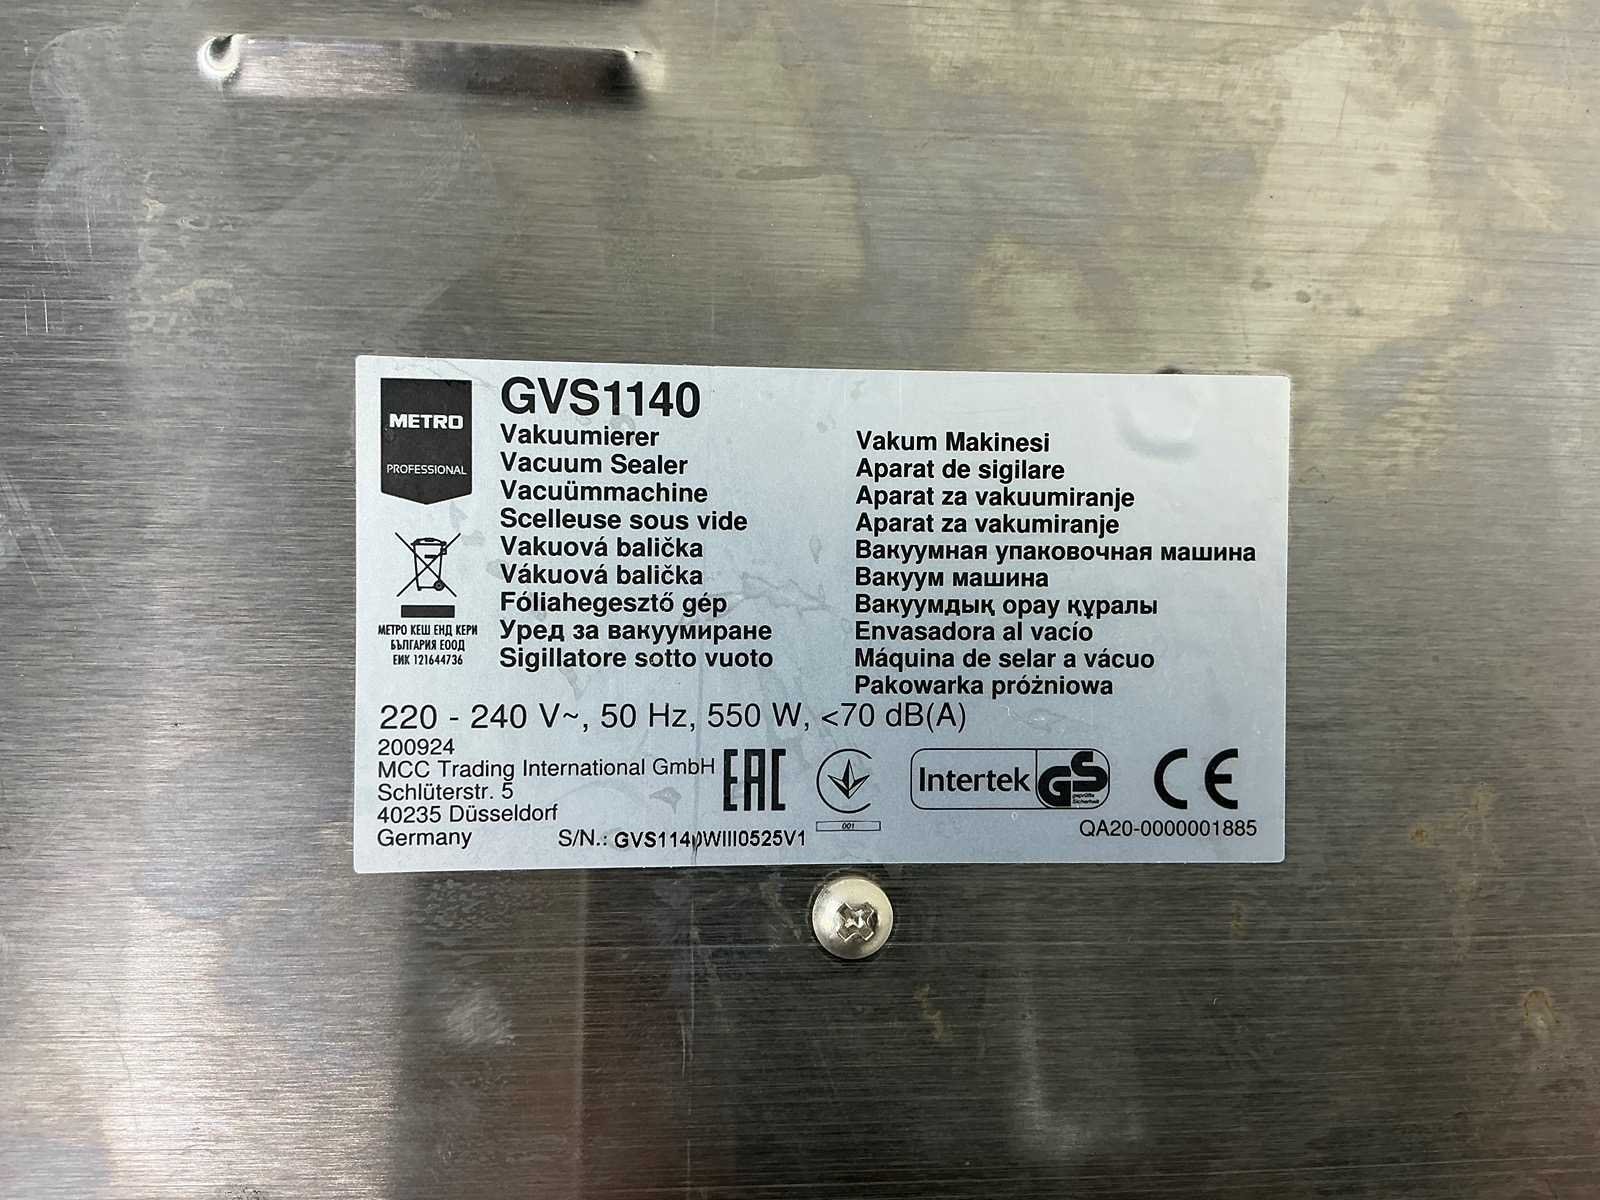 METRO
PROFESSIONAL
GVS1140
Vakuumierer
Vacuum Sealer
Vacuümmachine
Scelleuse sous vide
Vakuová balička
Vákuová balička
Fóliahegesztő gép
Уред за вакуумиране
Sigillatore sotto vuoto
Vakum Makinesi
Aparat de sigilare
Aparat za vakuumiranje
Aparat za vakumiranje
Вакуумная упаковочная машина
Вакуум машина
Вакуумдық орау құралы
Envasadora al vacío
Máquina de selar a vácuo
Pakowarka próżniowa
МЕТРО КЕШ ЕНД КЕРИ
БЪЛГАРИЯ ЕООД
ЕИК 121644736
220 - 240 V~, 50 Hz, 550 W, <70 dB(A)
200924
MCC Trading International GmbH
Schlüterstr. 5
40235 Düsseldorf
Germany
S/N.: GVS1140WIII0525V1
EAC
001
Intertek GS
geprüfte
Sicherheit
CE
QA20-0000001885